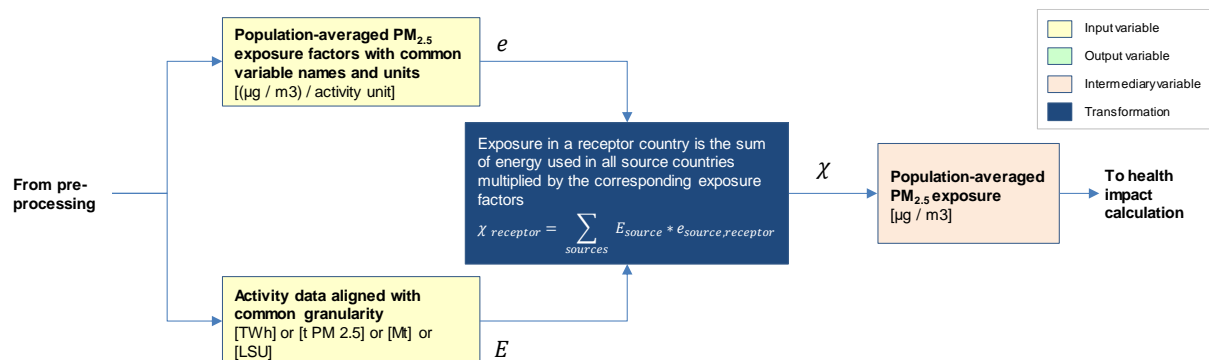 From pre-
processing
Population-averaged PM2.5
exposure factors with common
variable names and units
[(µg / m3) / activity unit]
e
Activity data aligned with
common granularity
[TWh] or [t PM 2.5] or [Mt] or
[LSU]
E
Exposure in a receptor country is the sum
of energy used in all source countries
multiplied by the corresponding exposure
factors
χ receptor = ∑ E_source * e_source,receptor
sources
χ
Population-averaged
PM2.5 exposure
[µg / m3]
To health
impact
calculation
Input variable
Output variable
Intermediary variable
Transformation